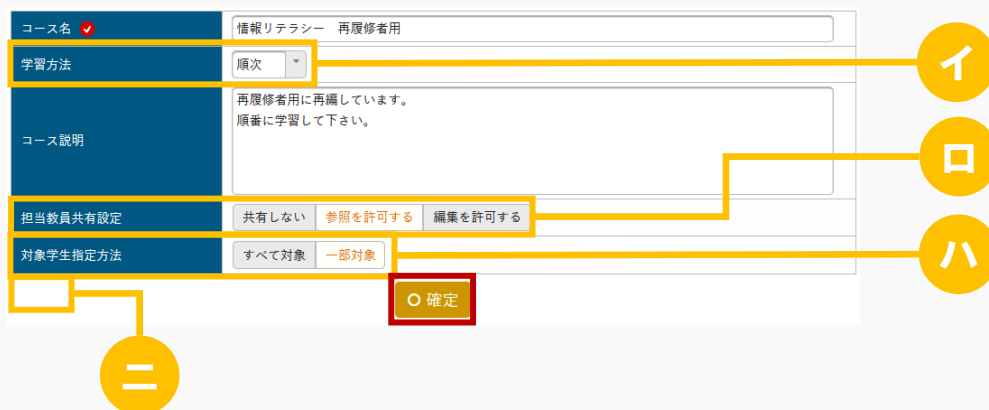 コース名
情報リテラシー　再履修者用
学習方法
順次
イ
コース説明
再履修者用に再編しています。
順番に学習して下さい。
ロ
担当教員共有設定
共有しない 参照を許可する 編集を許可する
対象学生指定方法
すべて対象 一部対象
ハ
確定
ニ